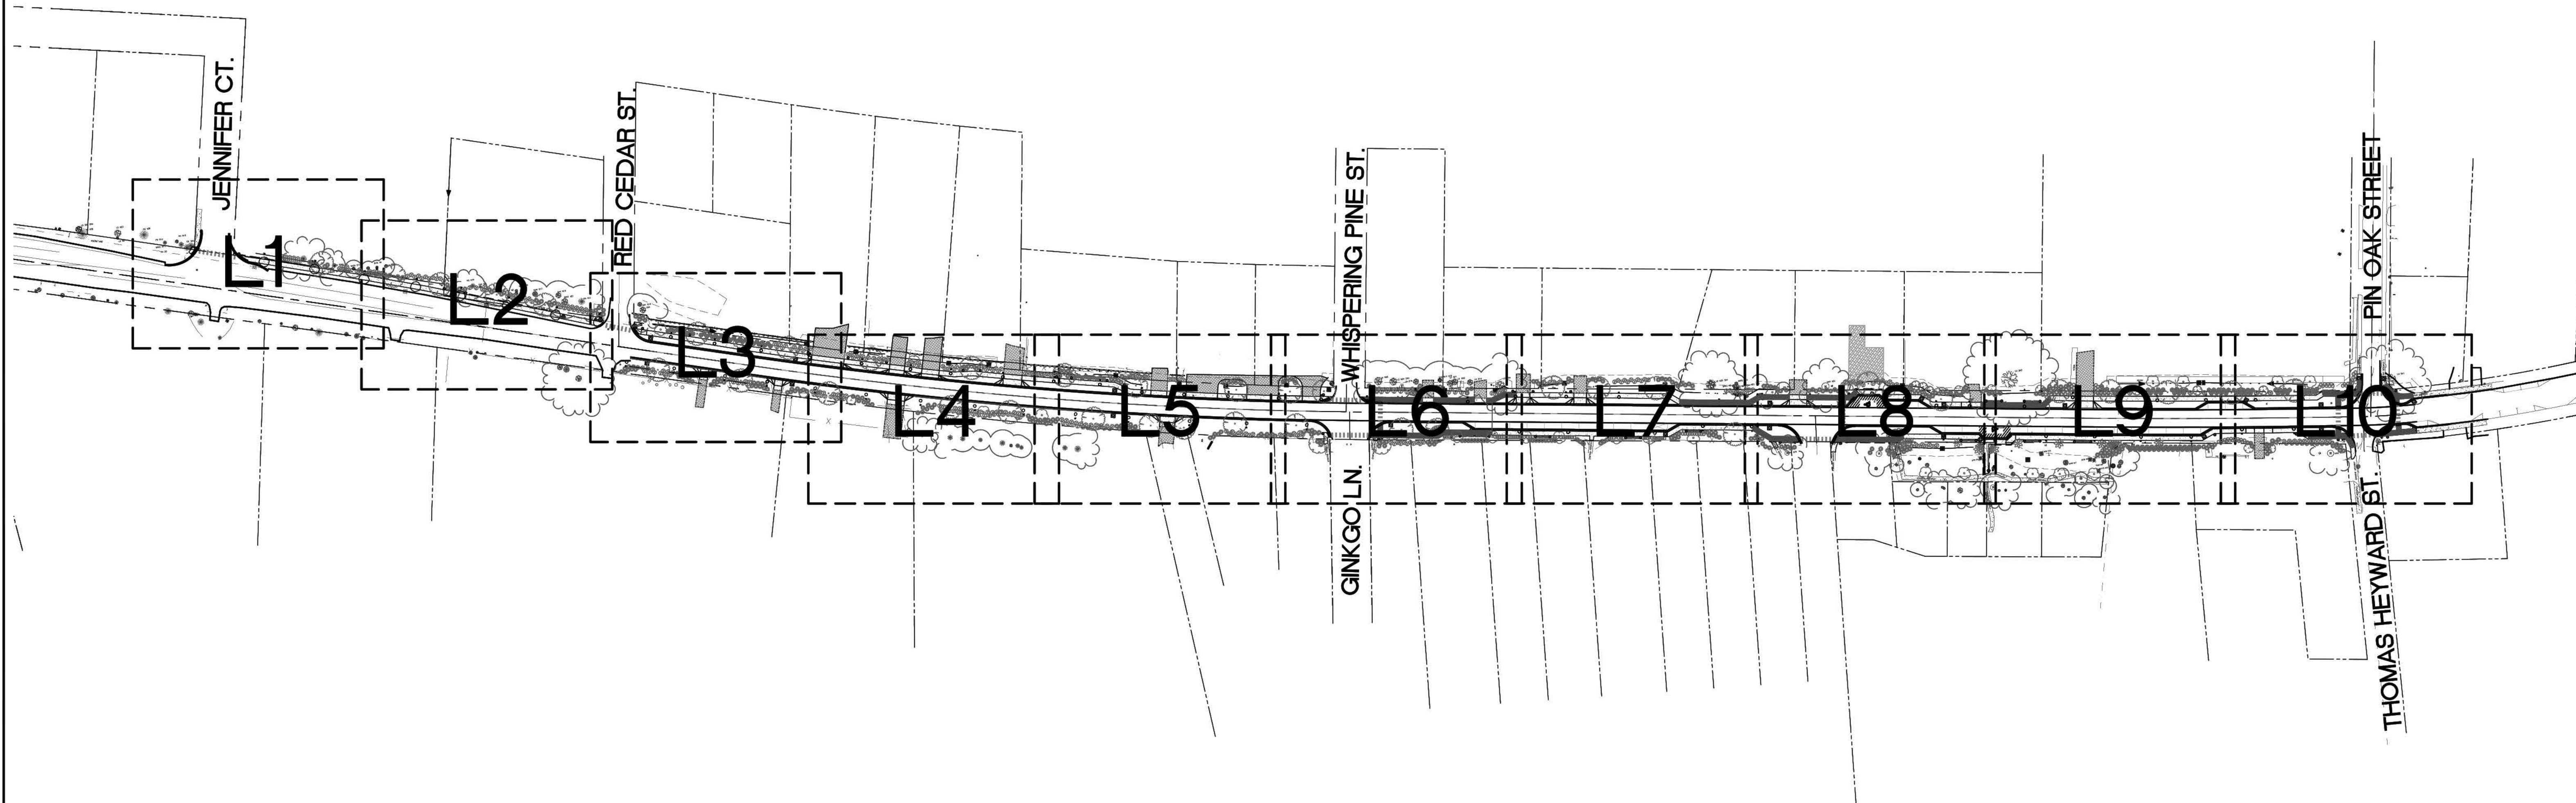 JENNIFER CT.
RED CEDAR ST.
WHISPERING PINE ST.
PIN OAK STREET
L1
L2
L3
L4
L5
L6
L7
L8
L9
L10
GINKGO LN.
THOMAS HEYWARD ST.